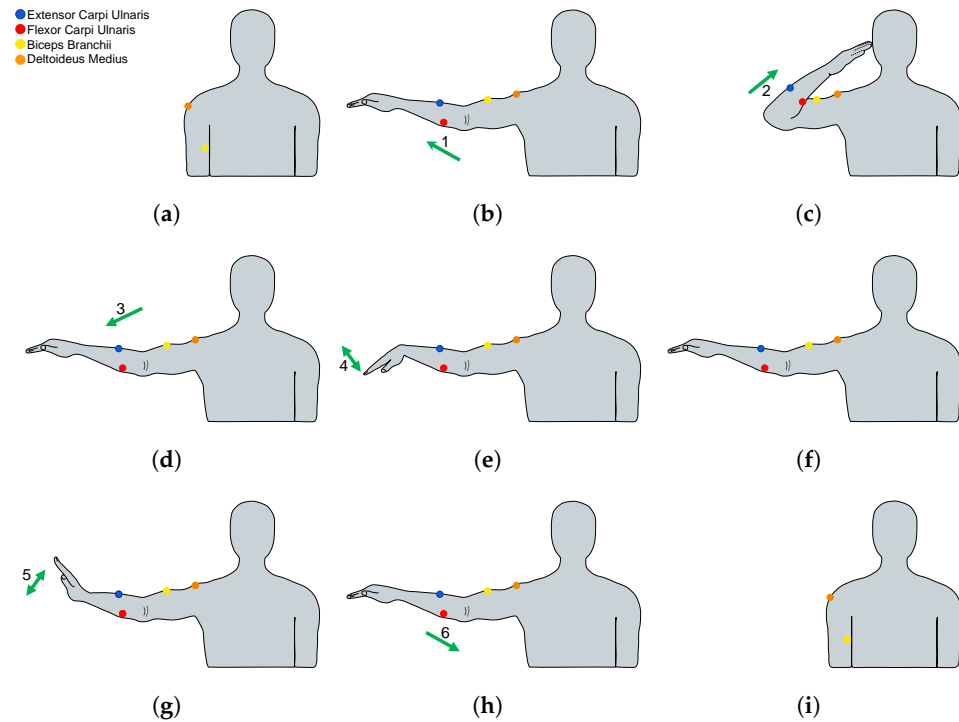 Extensor Carpi Ulnaris
Flexor Carpi Ulnaris
Biceps Branchii
Deltoideus Medius
1
2
(a)
(b)
(c)
3
4
(d)
(e)
(f)
5
6
(g)
(h)
(i)